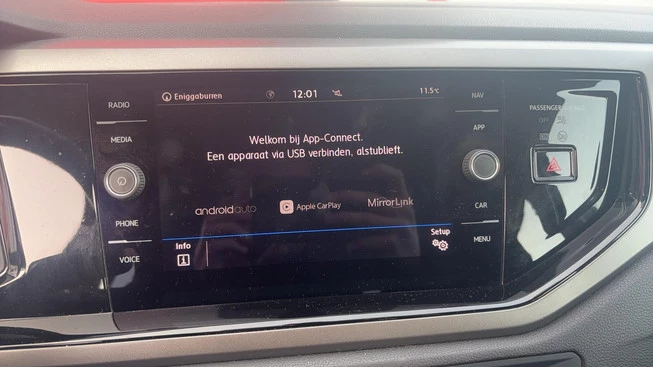 RADIO
MEDIA
PHONE
VOICE
Eniggaburren 12:01 11.5°C
Welkom bij App-Connect.
Een apparaat via USB verbinden, alstublieft.
androidauto Apple CarPlay MirrorLink
Info Setup
NAV
APP
CAR
MENU
PASSENGER